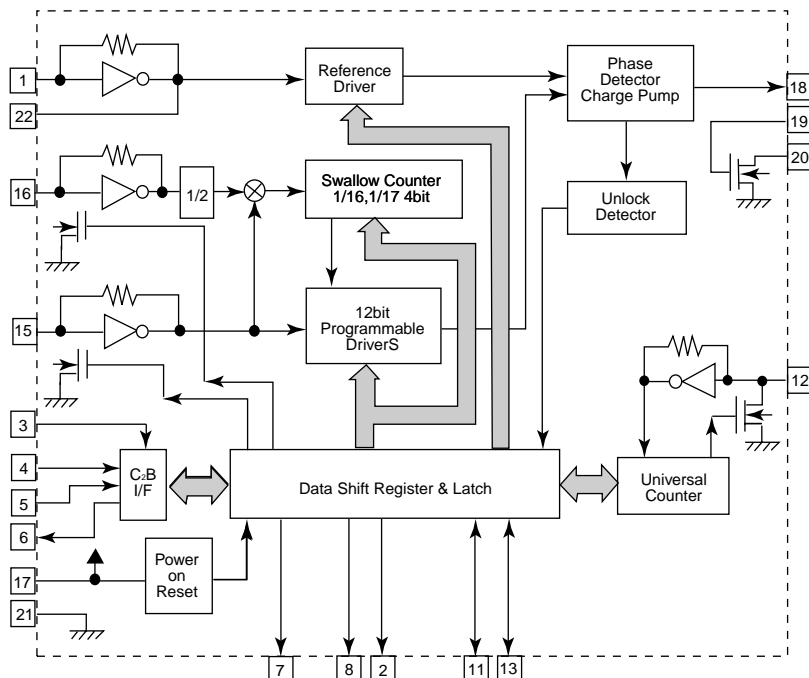 1
22
Reference
Driver
Phase
Detector
Charge Pump
18
19
20
16
1/2
Swallow Counter
1/16,1/17 4bit
Unlock
Detector
15
12bit
Programmable
DriverS
12
3
4
5
6
C2B
I/F
Data Shift Register & Latch
Universal
Counter
17
Power
on
Reset
21
7
8
2
11
13